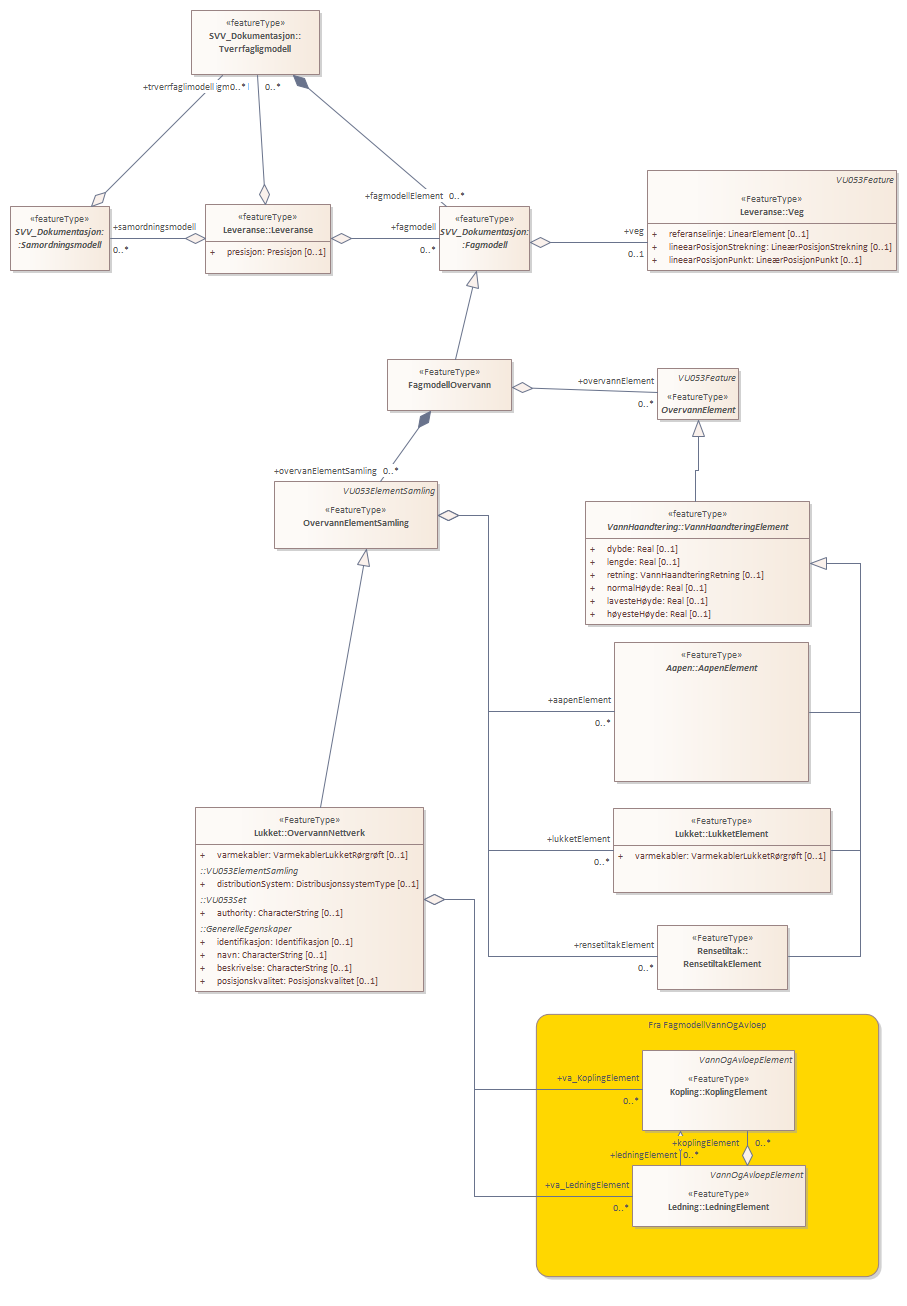 «featureType»
SVV_Dokumentasjon::
Tverrfagligmodell
+trverrfaglimodell
0..*
0..*
+fagmodellElement 0..*
«featureType»
SVV_Dokumentasjon:
:Samordningsmodell
+samordningsmodell
0..*
«featureType»
Leveranse::Leveranse
+ presisjon: Presisjon [0..1]
+fagmodell
0..*
«featureType»
SVV_Dokumentasjon:
:Fagmodell
+veg
0..1
VU053Feature
«FeatureType»
Leveranse::Veg
+ referanselinje: LinearElement [0..1]
+ lineearPosisjonStrekning: LineærPosisjonStrekning [0..1]
+ lineearPosisjonPunkt: LineærPosisjonPunkt [0..1]
«FeatureType»
FagmodellOvervann
+overvannElement
0..*
VU053Feature
«FeatureType»
OvervannElement
+overvanElementSamling 0..*
VU053ElementSamling
«FeatureType»
OvervannElementSamling
«featureType»
VannHaandtering::VannHaandteringElement
+ dybde: Real [0..1]
+ lengde: Real [0..1]
+ retning: VannHaandteringRetning [0..1]
+ normalHøyde: Real [0..1]
+ lavesteHøyde: Real [0..1]
+ høyesteHøyde: Real [0..1]
«FeatureType»
Aapen::AapenElement
+aapenElement
0..*
«FeatureType»
Lukket::OvervannNettverk
+ varmekabler: VarmekablerLukketRørgrøft [0..1]
::VU053ElementSamling
+ distributionSystem: DistribusjonssystemType [0..1]
::VU053Set
+ authority: CharacterString [0..1]
::GenerelleEgenskaper
+ identifikasjon: Identifikasjon [0..1]
+ navn: CharacterString [0..1]
+ beskrivelse: CharacterString [0..1]
+ posisjonskvalitet: Posisjonskvalitet [0..1]
+lukketElement
0..*
«FeatureType»
Lukket::LukketElement
+ varmekabler: VarmekablerLukketRørgrøft [0..1]
+rensetiltakElement
0..*
«FeatureType»
Rensetiltak::
RensetiltakElement
Fra FagmodellVannOgAvloep
VannOgAvloepElement
«FeatureType»
Kopling::KoplingElement
+va_KoplingElement
0..*
+koplingElement 0..*
+ledningElement 0..*
VannOgAvloepElement
«FeatureType»
Ledning::LedningElement
+va_LedningElement
0..*